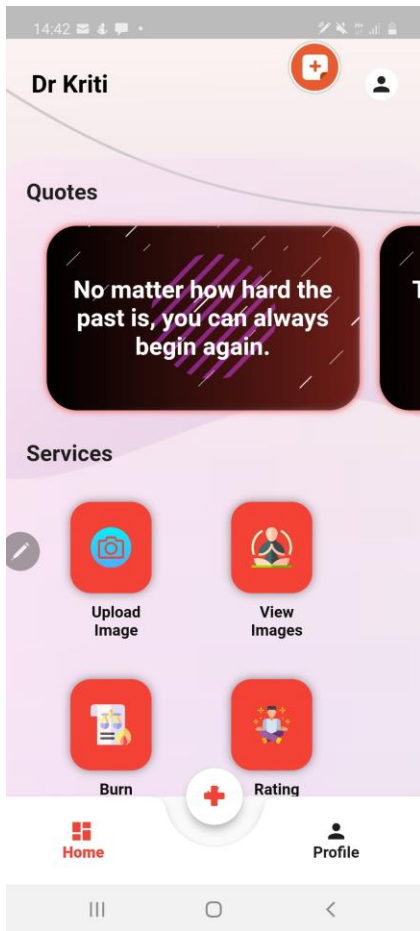 14:42
Dr Kriti
Quotes
No matter how hard the
past is, you can always
begin again.
T
Services
Upload
Image
View
Images
Burn
Rating
Home
Profile